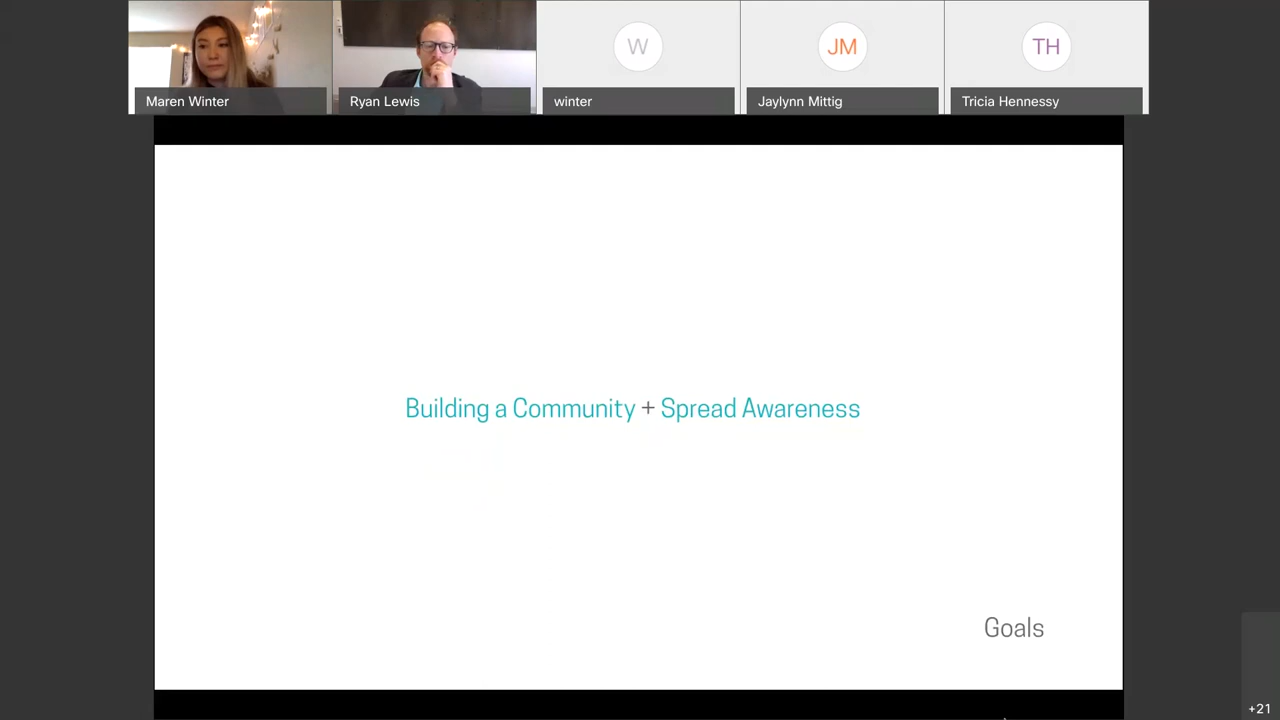 W
JM
TH
Maren Winter
Ryan Lewis
winter
Jaylynn Mittig
Tricia Hennessy
Building a Community + Spread Awareness
Goals
+21